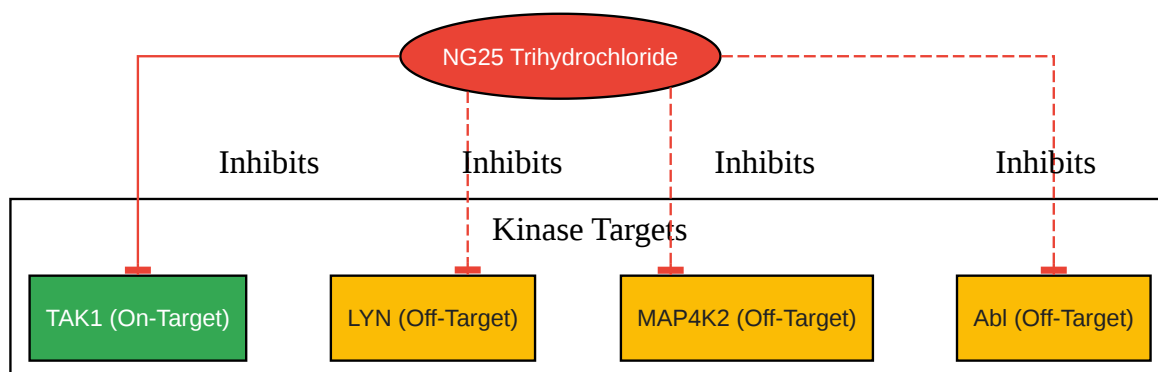 NG25 Trihydrochloride
Inhibits
Inhibits
Inhibits
Inhibits
Kinase Targets
TAK1 (On-Target)
LYN (Off-Target)
MAP4K2 (Off-Target)
Abl (Off-Target)